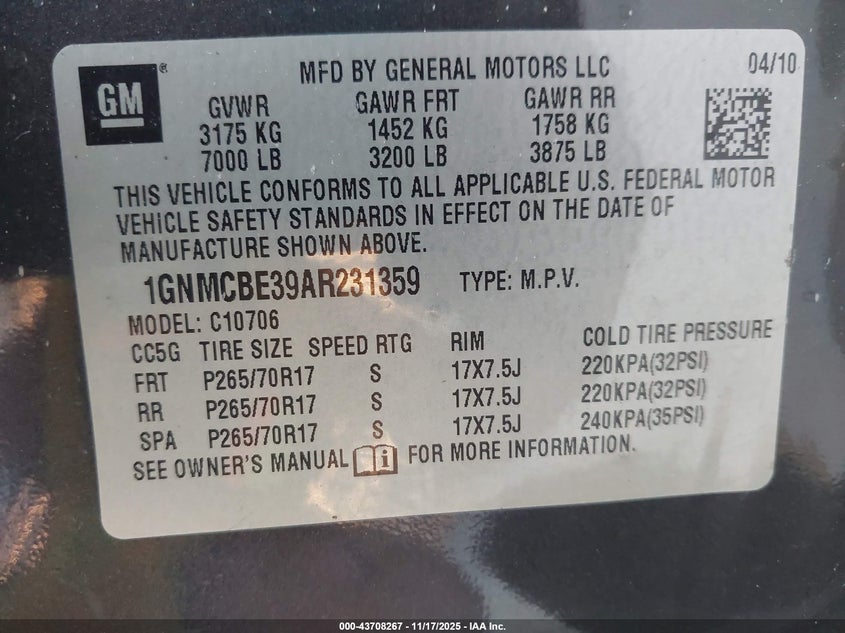 GM ®
MFD BY GENERAL MOTORS LLC 04/10
GVWR GAWR FRT GAWR RR
3175 KG 1452 KG 1758 KG
7000 LB 3200 LB 3875 LB
THIS VEHICLE CONFORMS TO ALL APPLICABLE U.S. FEDERAL MOTOR
VEHICLE SAFETY STANDARDS IN EFFECT ON THE DATE OF
MANUFACTURE SHOWN ABOVE.
1GNMCBE39AR231359 TYPE: M.P.V.
MODEL: C10706
CC5G TIRE SIZE SPEED RTG RIM COLD TIRE PRESSURE
FRT P265/70R17 S 17X7.5J 220KPA(32PSI)
RR P265/70R17 S 17X7.5J 220KPA(32PSI)
SPA P265/70R17 S 17X7.5J 240KPA(35PSI)
SEE OWNER'S MANUAL i FOR MORE INFORMATION.
000-43708267 - 11/17/2025 - IAA Inc.